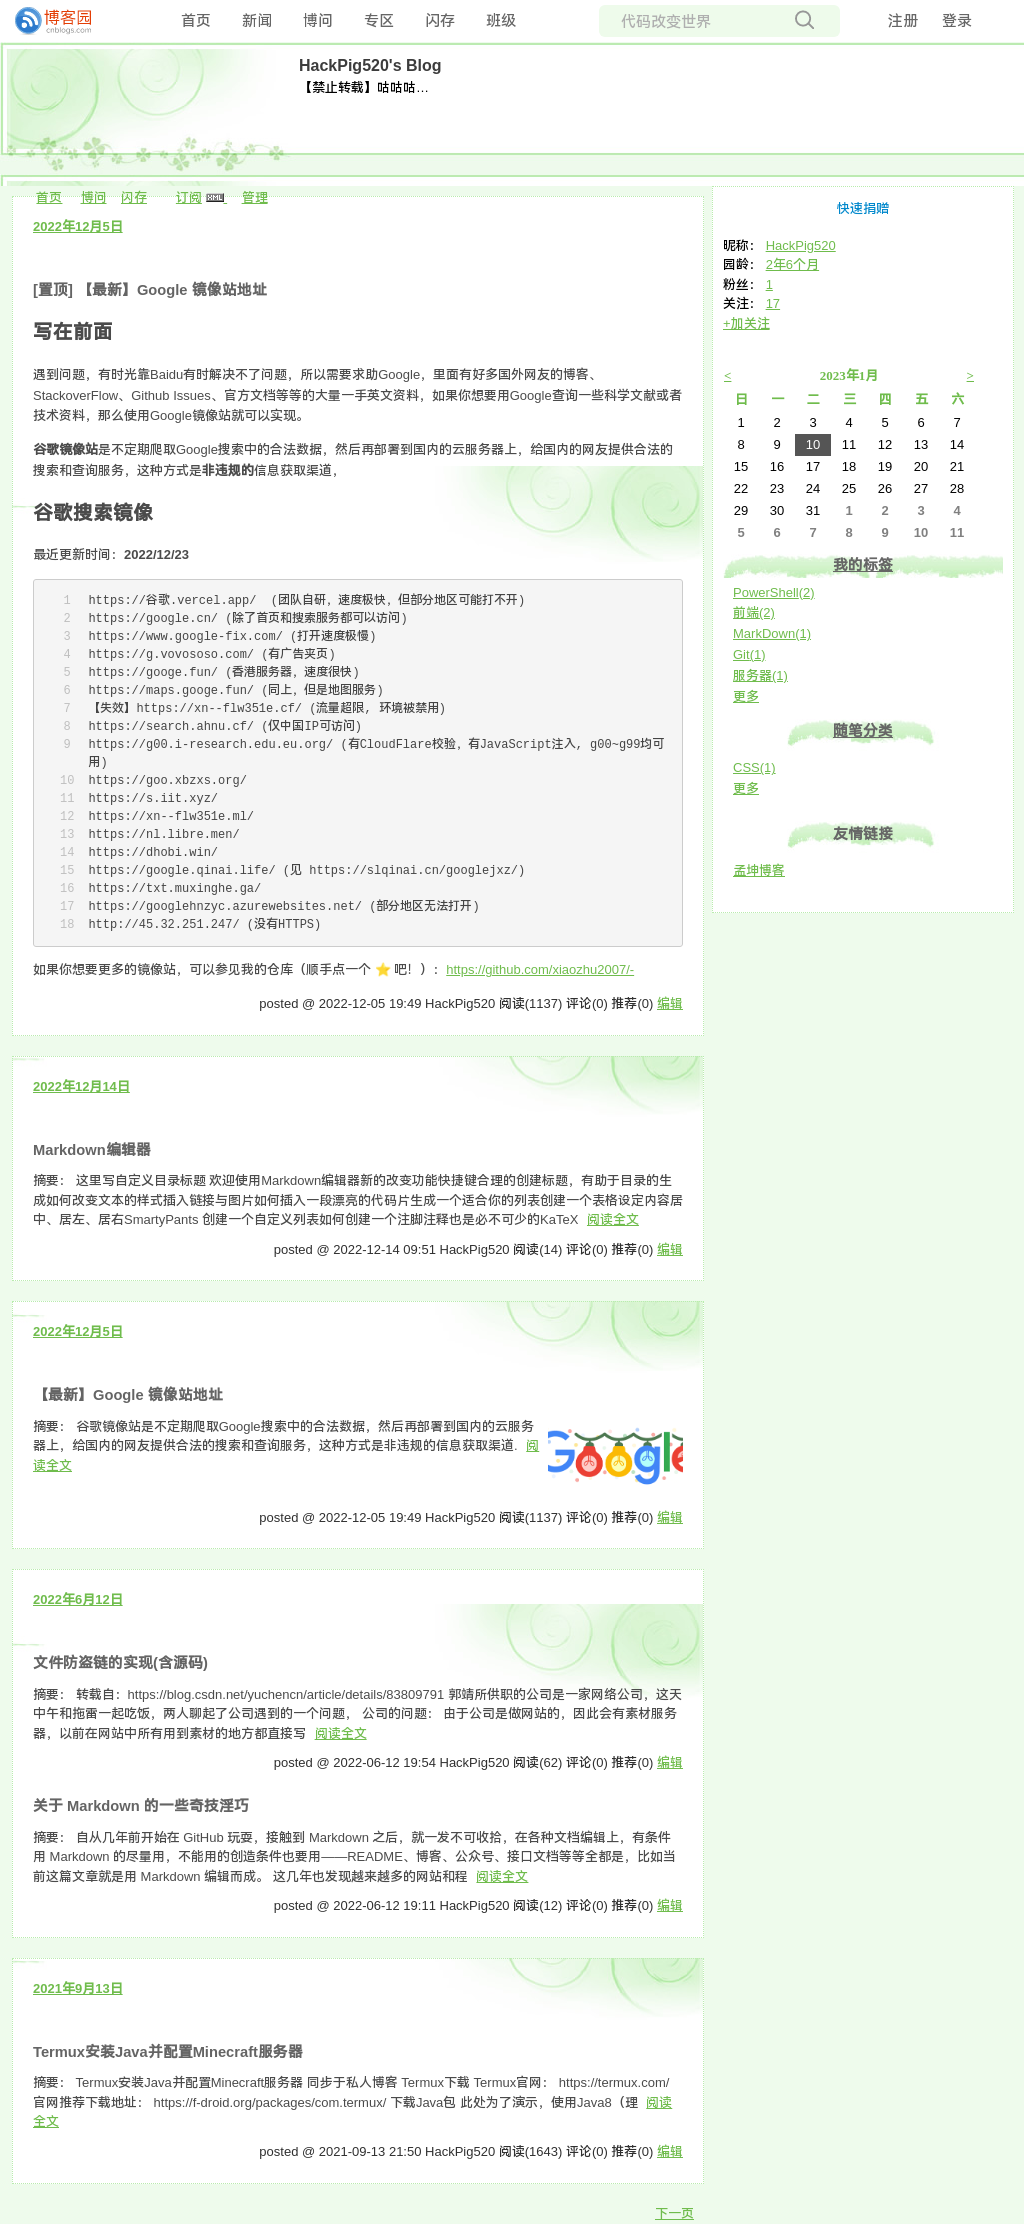 博客园
cnblogs.com
首页 新闻 博问 专区 闪存 班级 代码改变世界 注册 登录
HackPig520's Blog
【禁止转载】咕咕咕...
首页 博问 闪存 订阅 XML 管理
2022年12月5日
[置顶] 【最新】Google 镜像站地址
写在前面
遇到问题，有时光靠Baidu有时解决不了问题，所以需要求助Google，里面有好多国外网友的博客、
StackoverFlow、Github Issues、官方文档等等的大量一手英文资料，如果你想要用Google查询一些科学文献或者
技术资料，那么使用Google镜像站就可以实现。
谷歌镜像站是不定期爬取Google搜索中的合法数据，然后再部署到国内的云服务器上，给国内的网友提供合法的
搜索和查询服务，这种方式是非违规的信息获取渠道，
谷歌搜索镜像
最近更新时间：2022/12/23
1 https://谷歌.vercel.app/ (团队自研，速度极快，但部分地区可能打不开)
2 https://google.cn/ (除了首页和搜索服务都可以访问)
3 https://www.google-fix.com/ (打开速度极慢)
4 https://g.vovososo.com/ (有广告夹页)
5 https://googe.fun/ (香港服务器，速度很快)
6 https://maps.googe.fun/ (同上，但是地图服务)
7 【失效】https://xn--flw351e.cf/ (流量超限, 环境被禁用)
8 https://search.ahnu.cf/ (仅中国IP可访问)
9 https://g00.i-research.edu.eu.org/ (有CloudFlare校验，有JavaScript注入, g00~g99均可
用)
10 https://goo.xbzxs.org/
11 https://s.iit.xyz/
12 https://xn--flw351e.ml/
13 https://nl.libre.men/
14 https://dhobi.win/
15 https://google.qinai.life/ (见 https://slqinai.cn/googlejxz/)
16 https://txt.muxinghe.ga/
17 https://googlehnzyc.azurewebsites.net/ (部分地区无法打开)
18 http://45.32.251.247/ (没有HTTPS)
如果你想要更多的镜像站，可以参见我的仓库（顺手点一个 ⭐ 吧！）：https://github.com/xiaozhu2007/-
posted @ 2022-12-05 19:49 HackPig520 阅读(1137) 评论(0) 推荐(0) 编辑
2022年12月14日
Markdown编辑器
摘要： 这里写自定义目录标题 欢迎使用Markdown编辑器新的改变功能快捷键合理的创建标题，有助于目录的生
成如何改变文本的样式插入链接与图片如何插入一段漂亮的代码片生成一个适合你的列表创建一个表格设定内容居
中、居左、居右SmartyPants 创建一个自定义列表如何创建一个注脚注释也是必不可少的KaTeX 阅读全文
posted @ 2022-12-14 09:51 HackPig520 阅读(14) 评论(0) 推荐(0) 编辑
2022年12月5日
【最新】Google 镜像站地址
摘要： 谷歌镜像站是不定期爬取Google搜索中的合法数据，然后再部署到国内的云服务
器上，给国内的网友提供合法的搜索和查询服务，这种方式是非违规的信息获取渠道. 阅
读全文
Google
posted @ 2022-12-05 19:49 HackPig520 阅读(1137) 评论(0) 推荐(0) 编辑
2022年6月12日
文件防盗链的实现(含源码)
摘要： 转载自：https://blog.csdn.net/yuchencn/article/details/83809791 郭靖所供职的公司是一家网络公司，这天
中午和拖雷一起吃饭，两人聊起了公司遇到的一个问题， 公司的问题： 由于公司是做网站的，因此会有素材服务
器，以前在网站中所有用到素材的地方都直接写 阅读全文
posted @ 2022-06-12 19:54 HackPig520 阅读(62) 评论(0) 推荐(0) 编辑
关于 Markdown 的一些奇技淫巧
摘要： 自从几年前开始在 GitHub 玩耍，接触到 Markdown 之后，就一发不可收拾，在各种文档编辑上，有条件
用 Markdown 的尽量用，不能用的创造条件也要用——README、博客、公众号、接口文档等等全都是，比如当
前这篇文章就是用 Markdown 编辑而成。 这几年也发现越来越多的网站和程 阅读全文
posted @ 2022-06-12 19:11 HackPig520 阅读(12) 评论(0) 推荐(0) 编辑
2021年9月13日
Termux安装Java并配置Minecraft服务器
摘要： Termux安装Java并配置Minecraft服务器 同步于私人博客 Termux下载 Termux官网： https://termux.com/
官网推荐下载地址： https://f-droid.org/packages/com.termux/ 下载Java包 此处为了演示，使用Java8（理 阅读
全文
posted @ 2021-09-13 21:50 HackPig520 阅读(1643) 评论(0) 推荐(0) 编辑
下一页
快速捐赠
昵称： HackPig520
园龄： 2年6个月
粉丝： 1
关注： 17
+加关注
< 2023年1月 >
日 一 二 三 四 五 六
1 2 3 4 5 6 7
8 9 10 11 12 13 14
15 16 17 18 19 20 21
22 23 24 25 26 27 28
29 30 31 1 2 3 4
5 6 7 8 9 10 11
我的标签
PowerShell(2)
前端(2)
MarkDown(1)
Git(1)
服务器(1)
更多
随笔分类
CSS(1)
更多
友情链接
孟坤博客